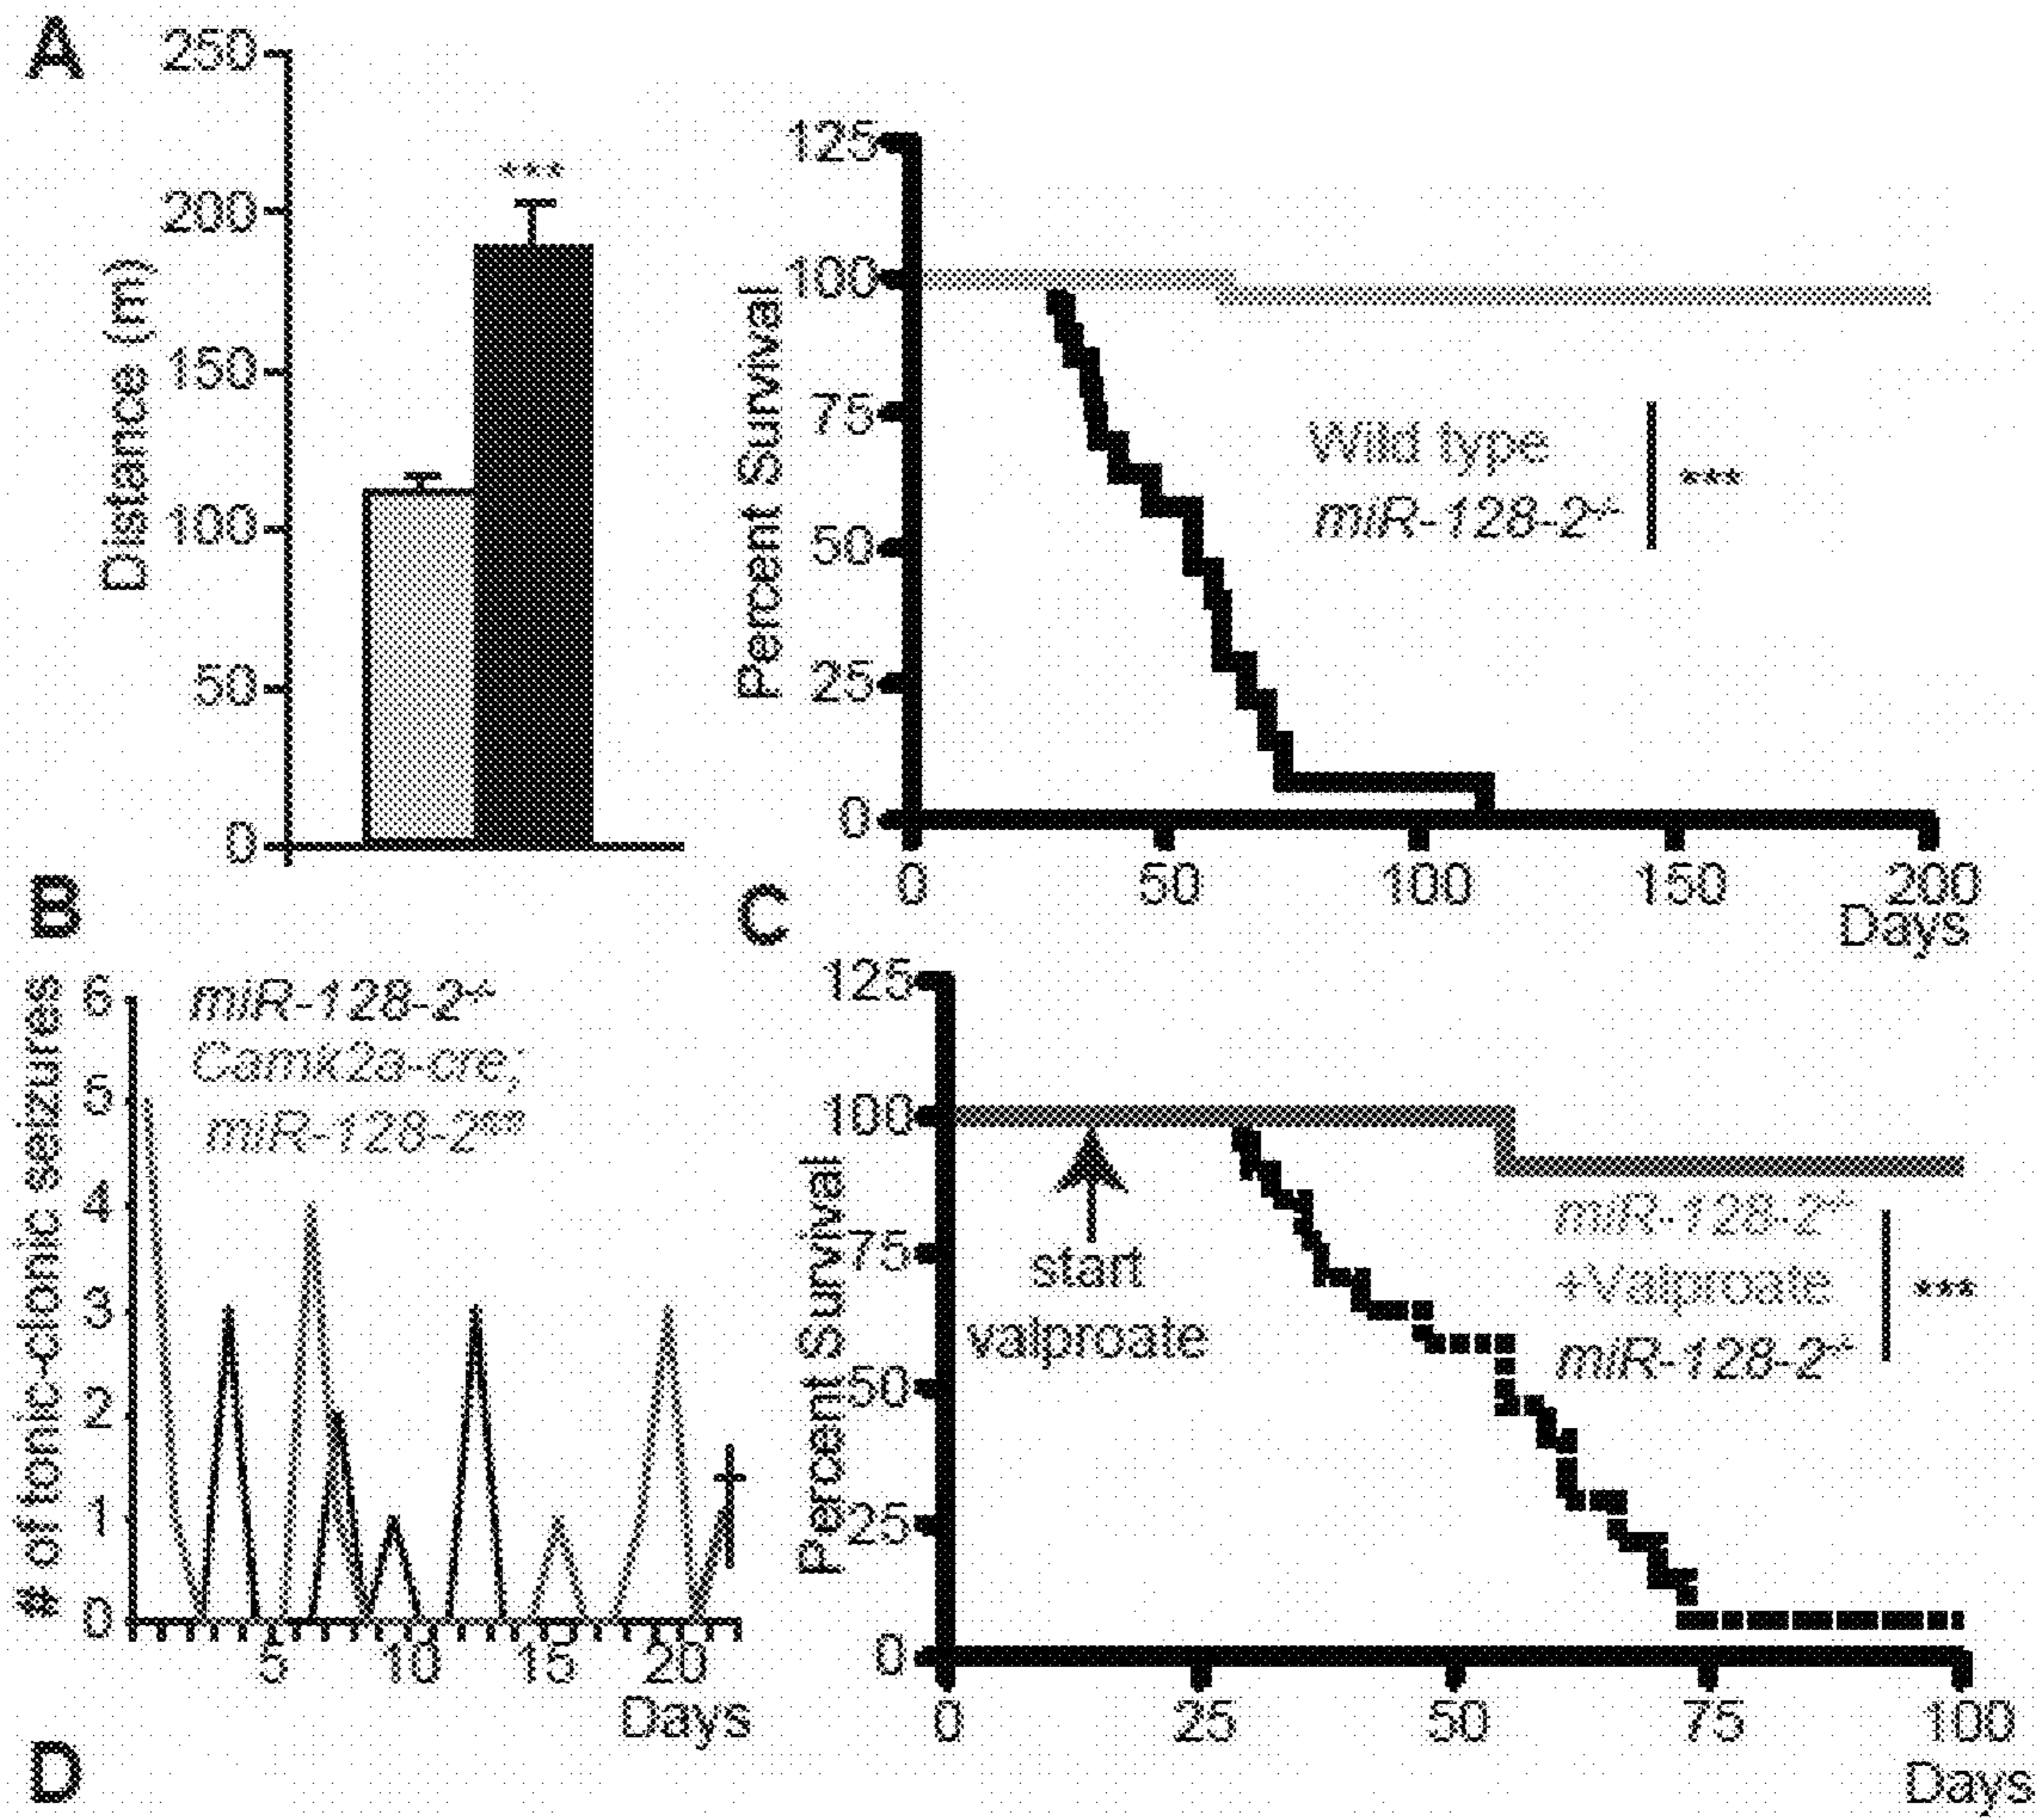 A
250
200
150
100
50
0
Distance (m)
***
125
100
75
50
25
0
Percent Survival
Wild type
miR-128-2-/-
***
0 50 100 150 200
Days
B
C
# of tonic-clonic seizures
6
5
4
3
2
1
0
miR-128-2-/-
Camk2a-cre;
miR-128-2
5 10 15 20
Days
125
100
75
50
25
0
Percent Survival
start
valproate
miR-128-2-/-
+Valproate
miR-128-2-/-
***
0 25 50 75 100
Days
D